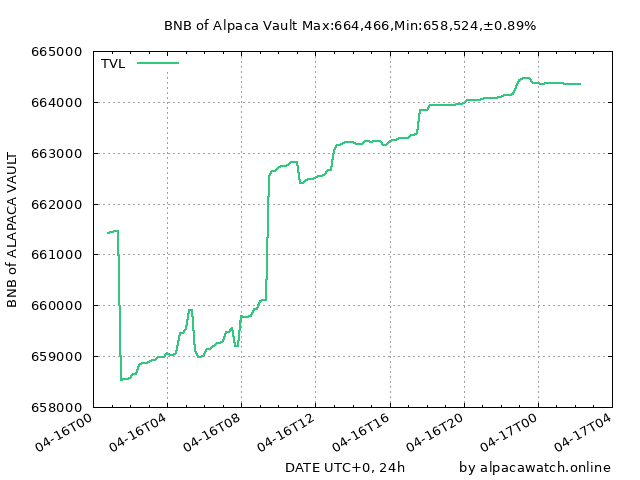 BNB of Alpaca Vault Max:664,466,Min:658,524,±0.89%
TVL
665000
664000
663000
662000
661000
660000
659000
658000
BNB of ALAPACA VAULT
04-16T00
04-16T04
04-16T08
04-16T12
04-16T16
04-16T20
04-17T00
04-17T04
DATE UTC+0, 24h
by alpacawatch.online